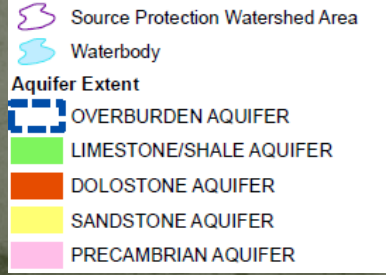 Source Protection Watershed Area
Waterbody
Aquifer Extent
OVERBURDEN AQUIFER
LIMESTONE/SHALE AQUIFER
DOLOSTONE AQUIFER
SANDSTONE AQUIFER
PRECAMBRIAN AQUIFER